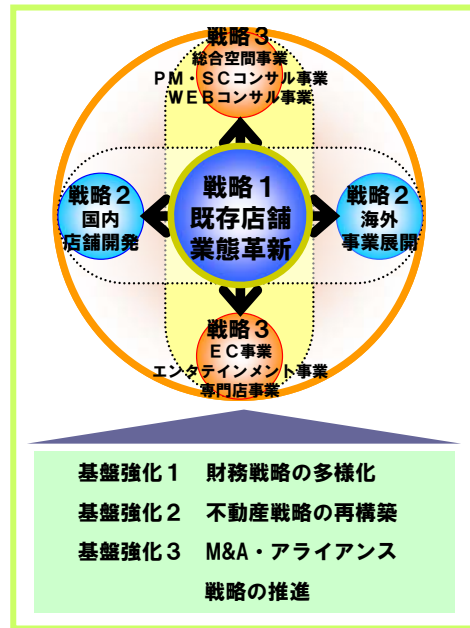 戦略３
総合空間事業
ＰＭ・ＳＣコンサル事業
ＷＥＢコンサル事業
戦略２
国内
店舗開発
戦略１
既存店舗
業態革新
戦略２
海外
事業展開
戦略３
ＥＣ事業
エンタテインメント事業
専門店事業
基盤強化１　財務戦略の多様化
基盤強化２　不動産戦略の再構築
基盤強化３　M&A・アライアンス
戦略の推進